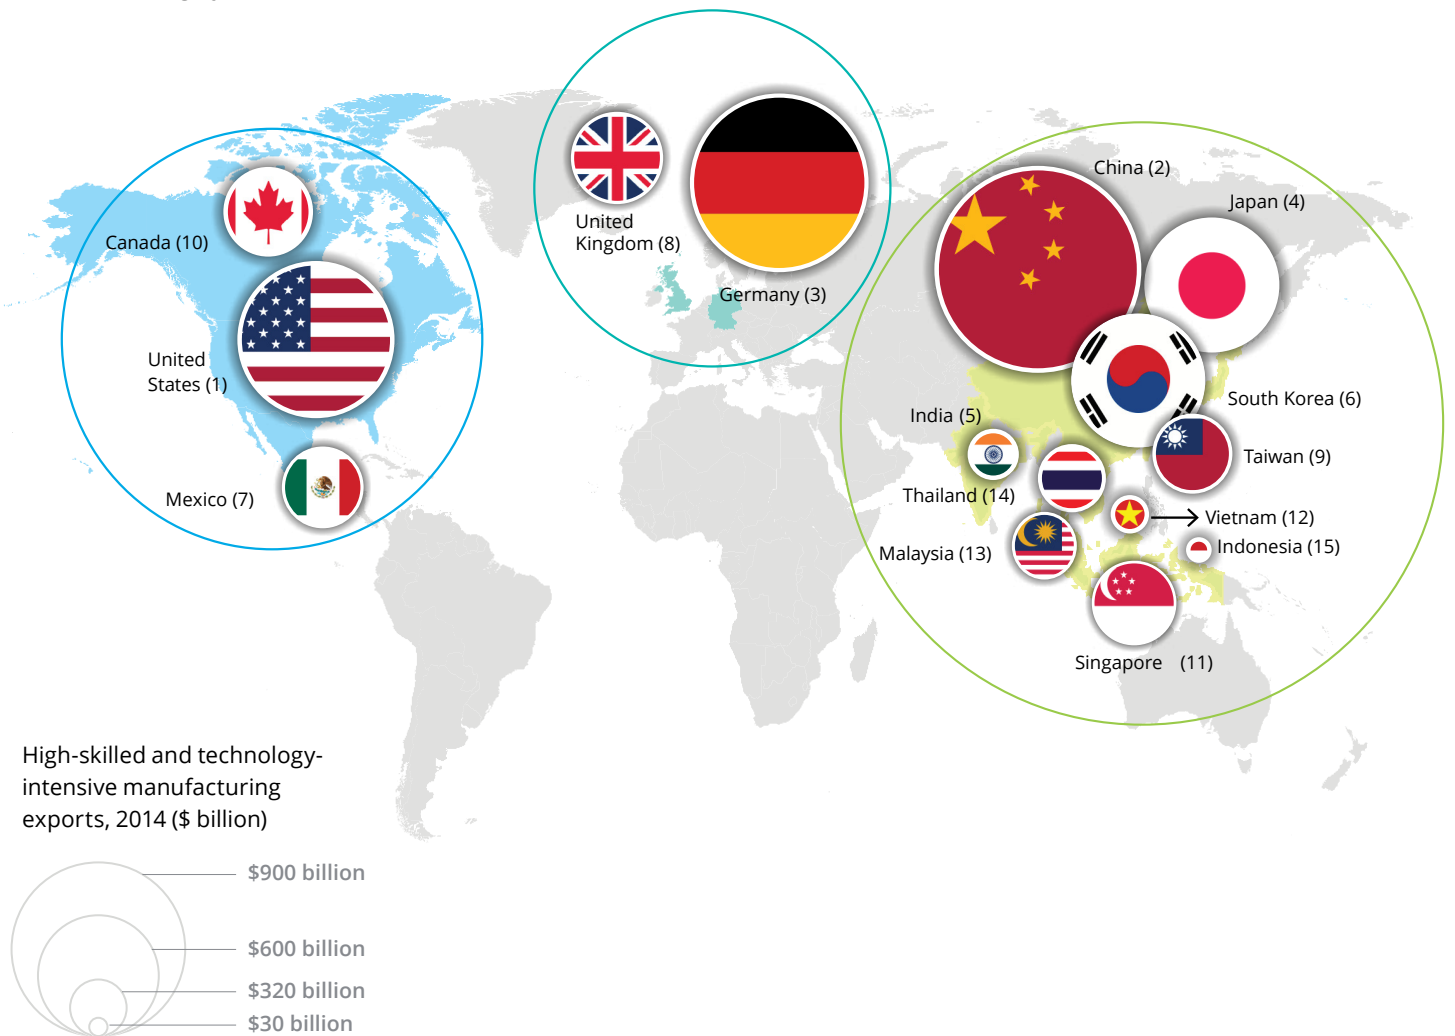 China (2)
Japan (4)
United
Kingdom (8)
Canada (10)
Germany (3)
United
States (1)
South Korea (6)
India (5)
Taiwan (9)
Mexico (7)
Thailand (14)
Vietnam (12)
Indonesia (15)
Malaysia (13)
Singapore (11)
High-skilled and technology-
intensive manufacturing
exports, 2014 ($ billion)
$900 billion
$600 billion
$320 billion
$30 billion